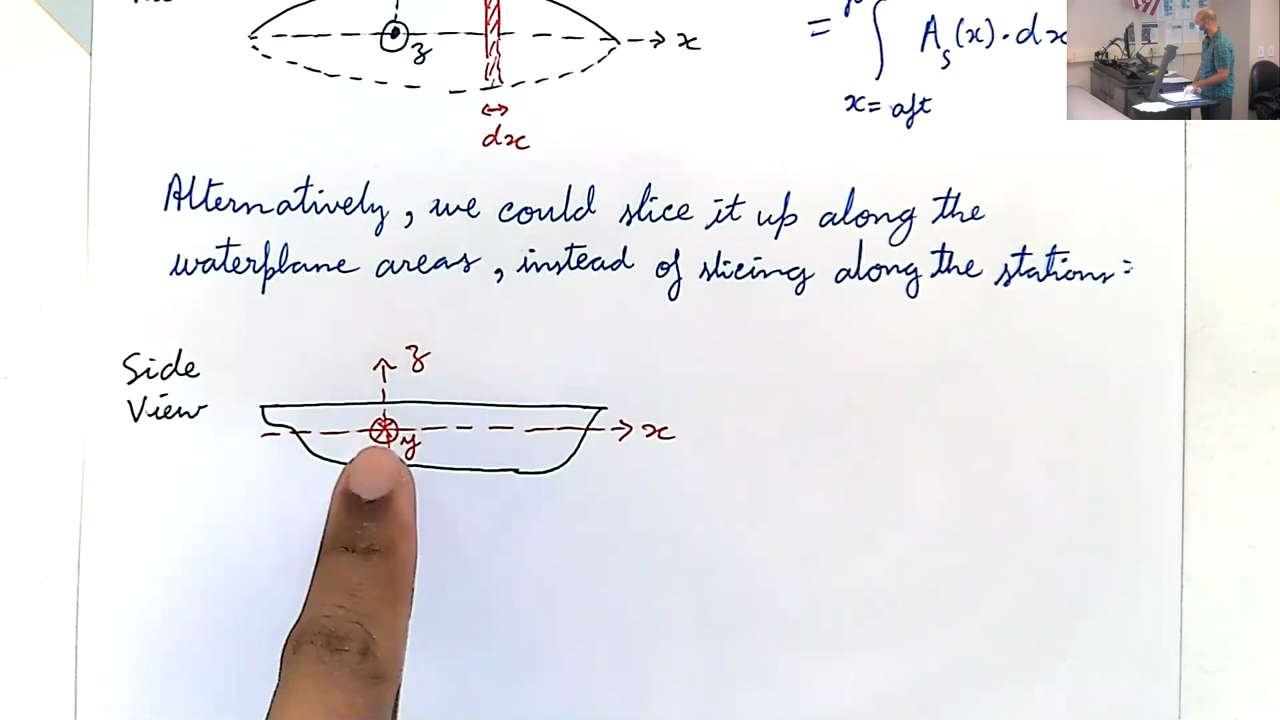 z
x
dx
= ∫ A_s(x) · dx
x = aft
Alternatively, we could slice it up along the
waterplane areas, instead of slicing along the stations:
Side
View
z
y
x